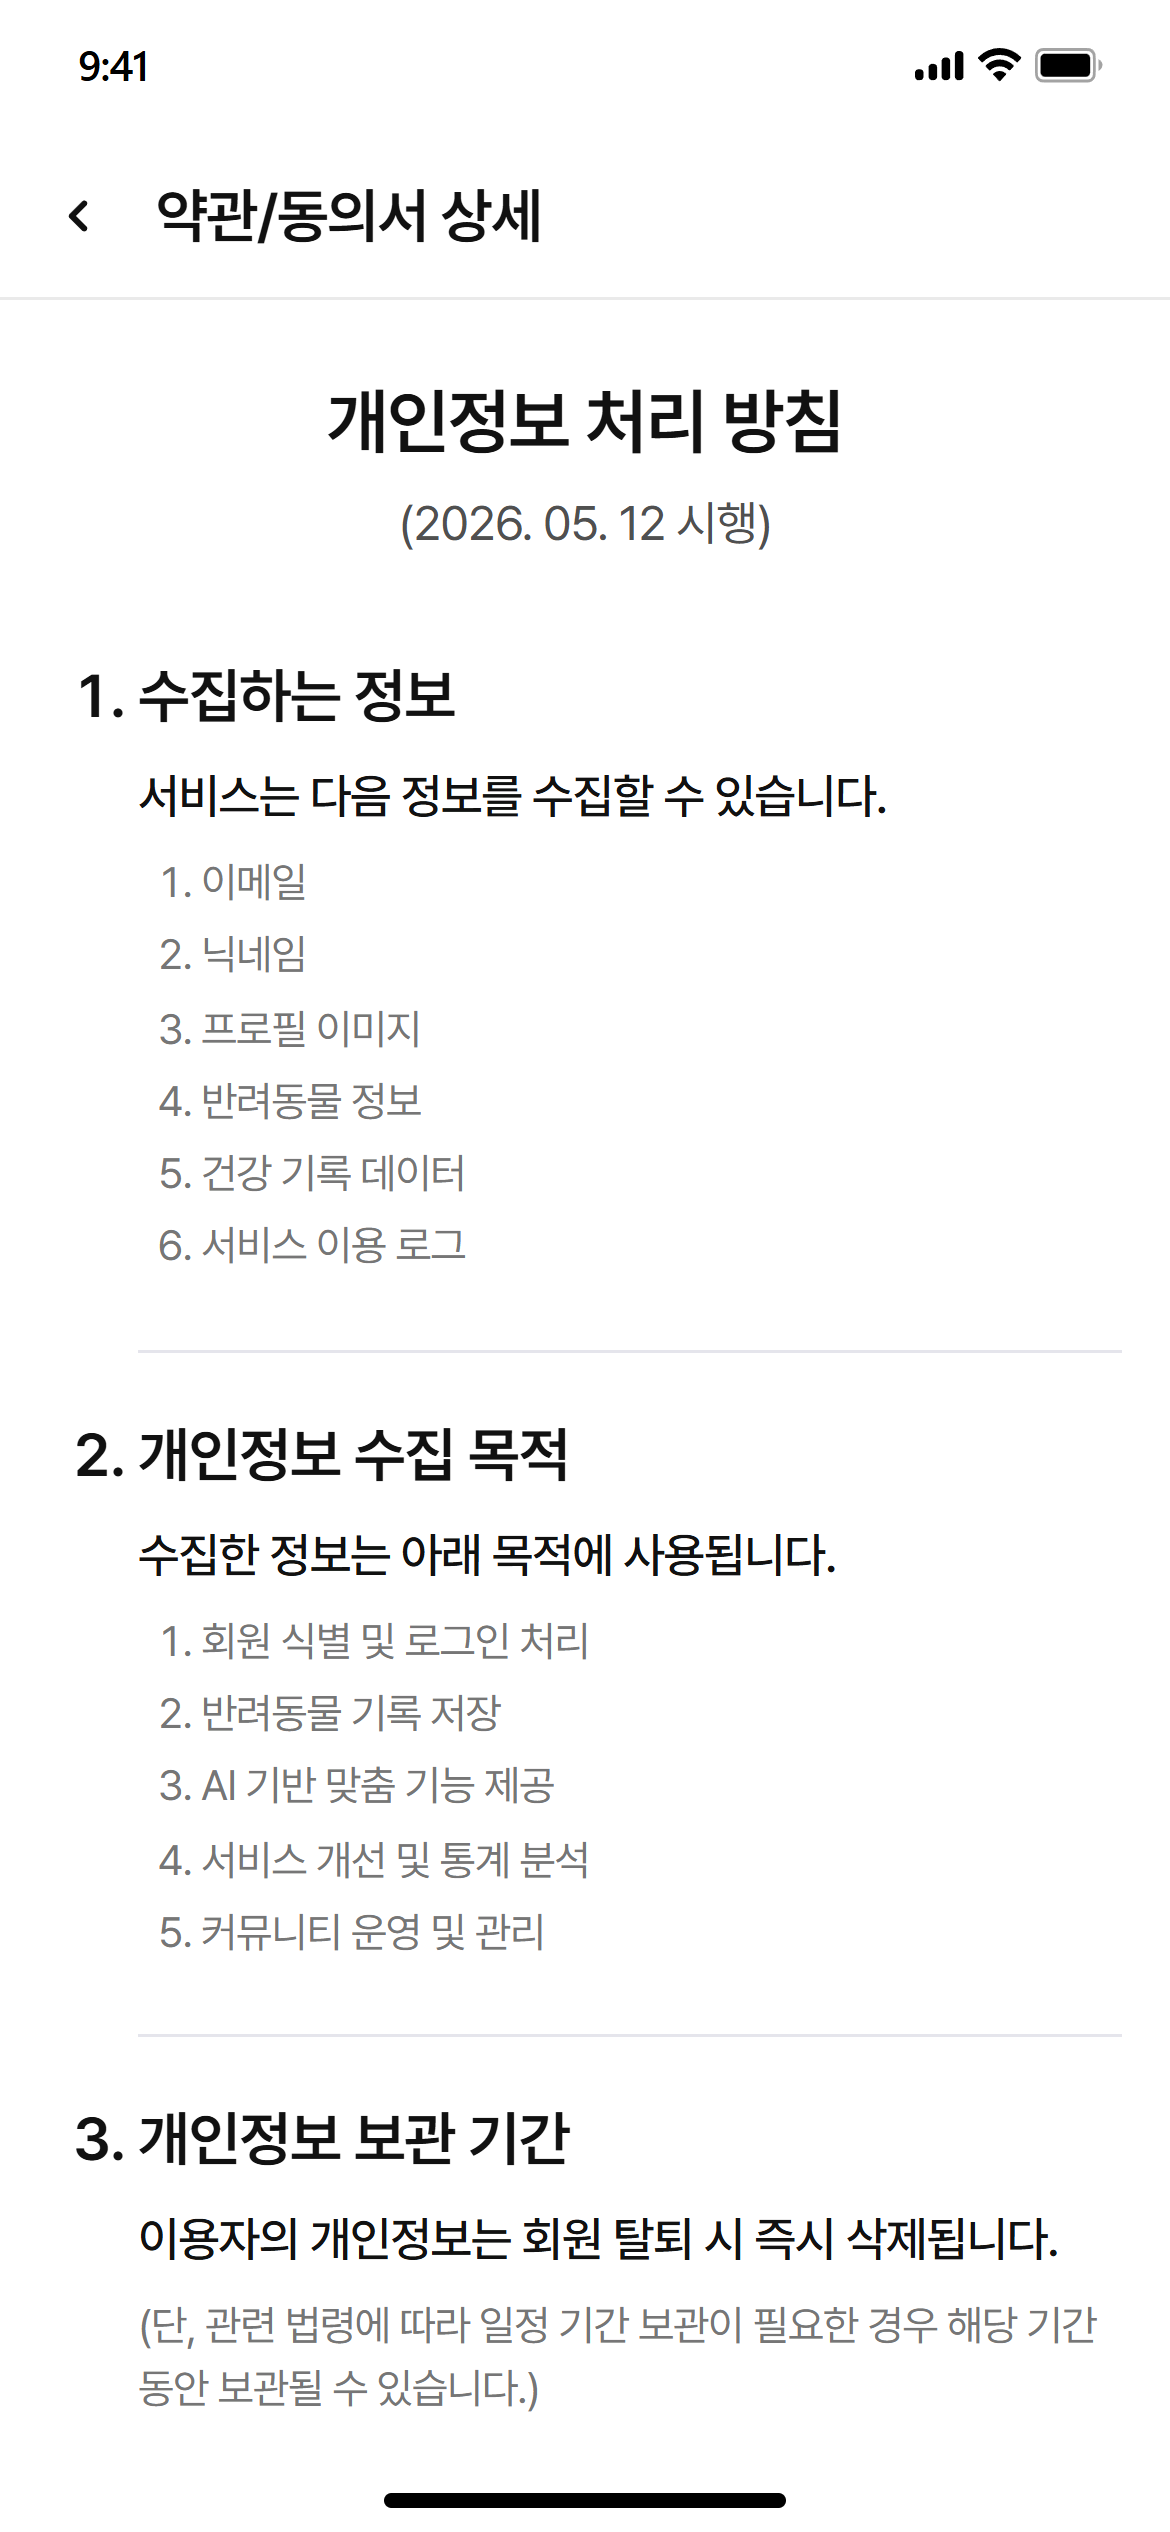 9:41
약관/동의서 상세
개인정보 처리 방침
(2026. 05. 12 시행)
1. 수집하는 정보
서비스는 다음 정보를 수집할 수 있습니다.
1. 이메일
2. 닉네임
3. 프로필 이미지
4. 반려동물 정보
5. 건강 기록 데이터
6. 서비스 이용 로그
2. 개인정보 수집 목적
수집한 정보는 아래 목적에 사용됩니다.
1. 회원 식별 및 로그인 처리
2. 반려동물 기록 저장
3. AI 기반 맞춤 기능 제공
4. 서비스 개선 및 통계 분석
5. 커뮤니티 운영 및 관리
3. 개인정보 보관 기간
이용자의 개인정보는 회원 탈퇴 시 즉시 삭제됩니다.
(단, 관련 법령에 따라 일정 기간 보관이 필요한 경우 해당 기간
동안 보관될 수 있습니다.)